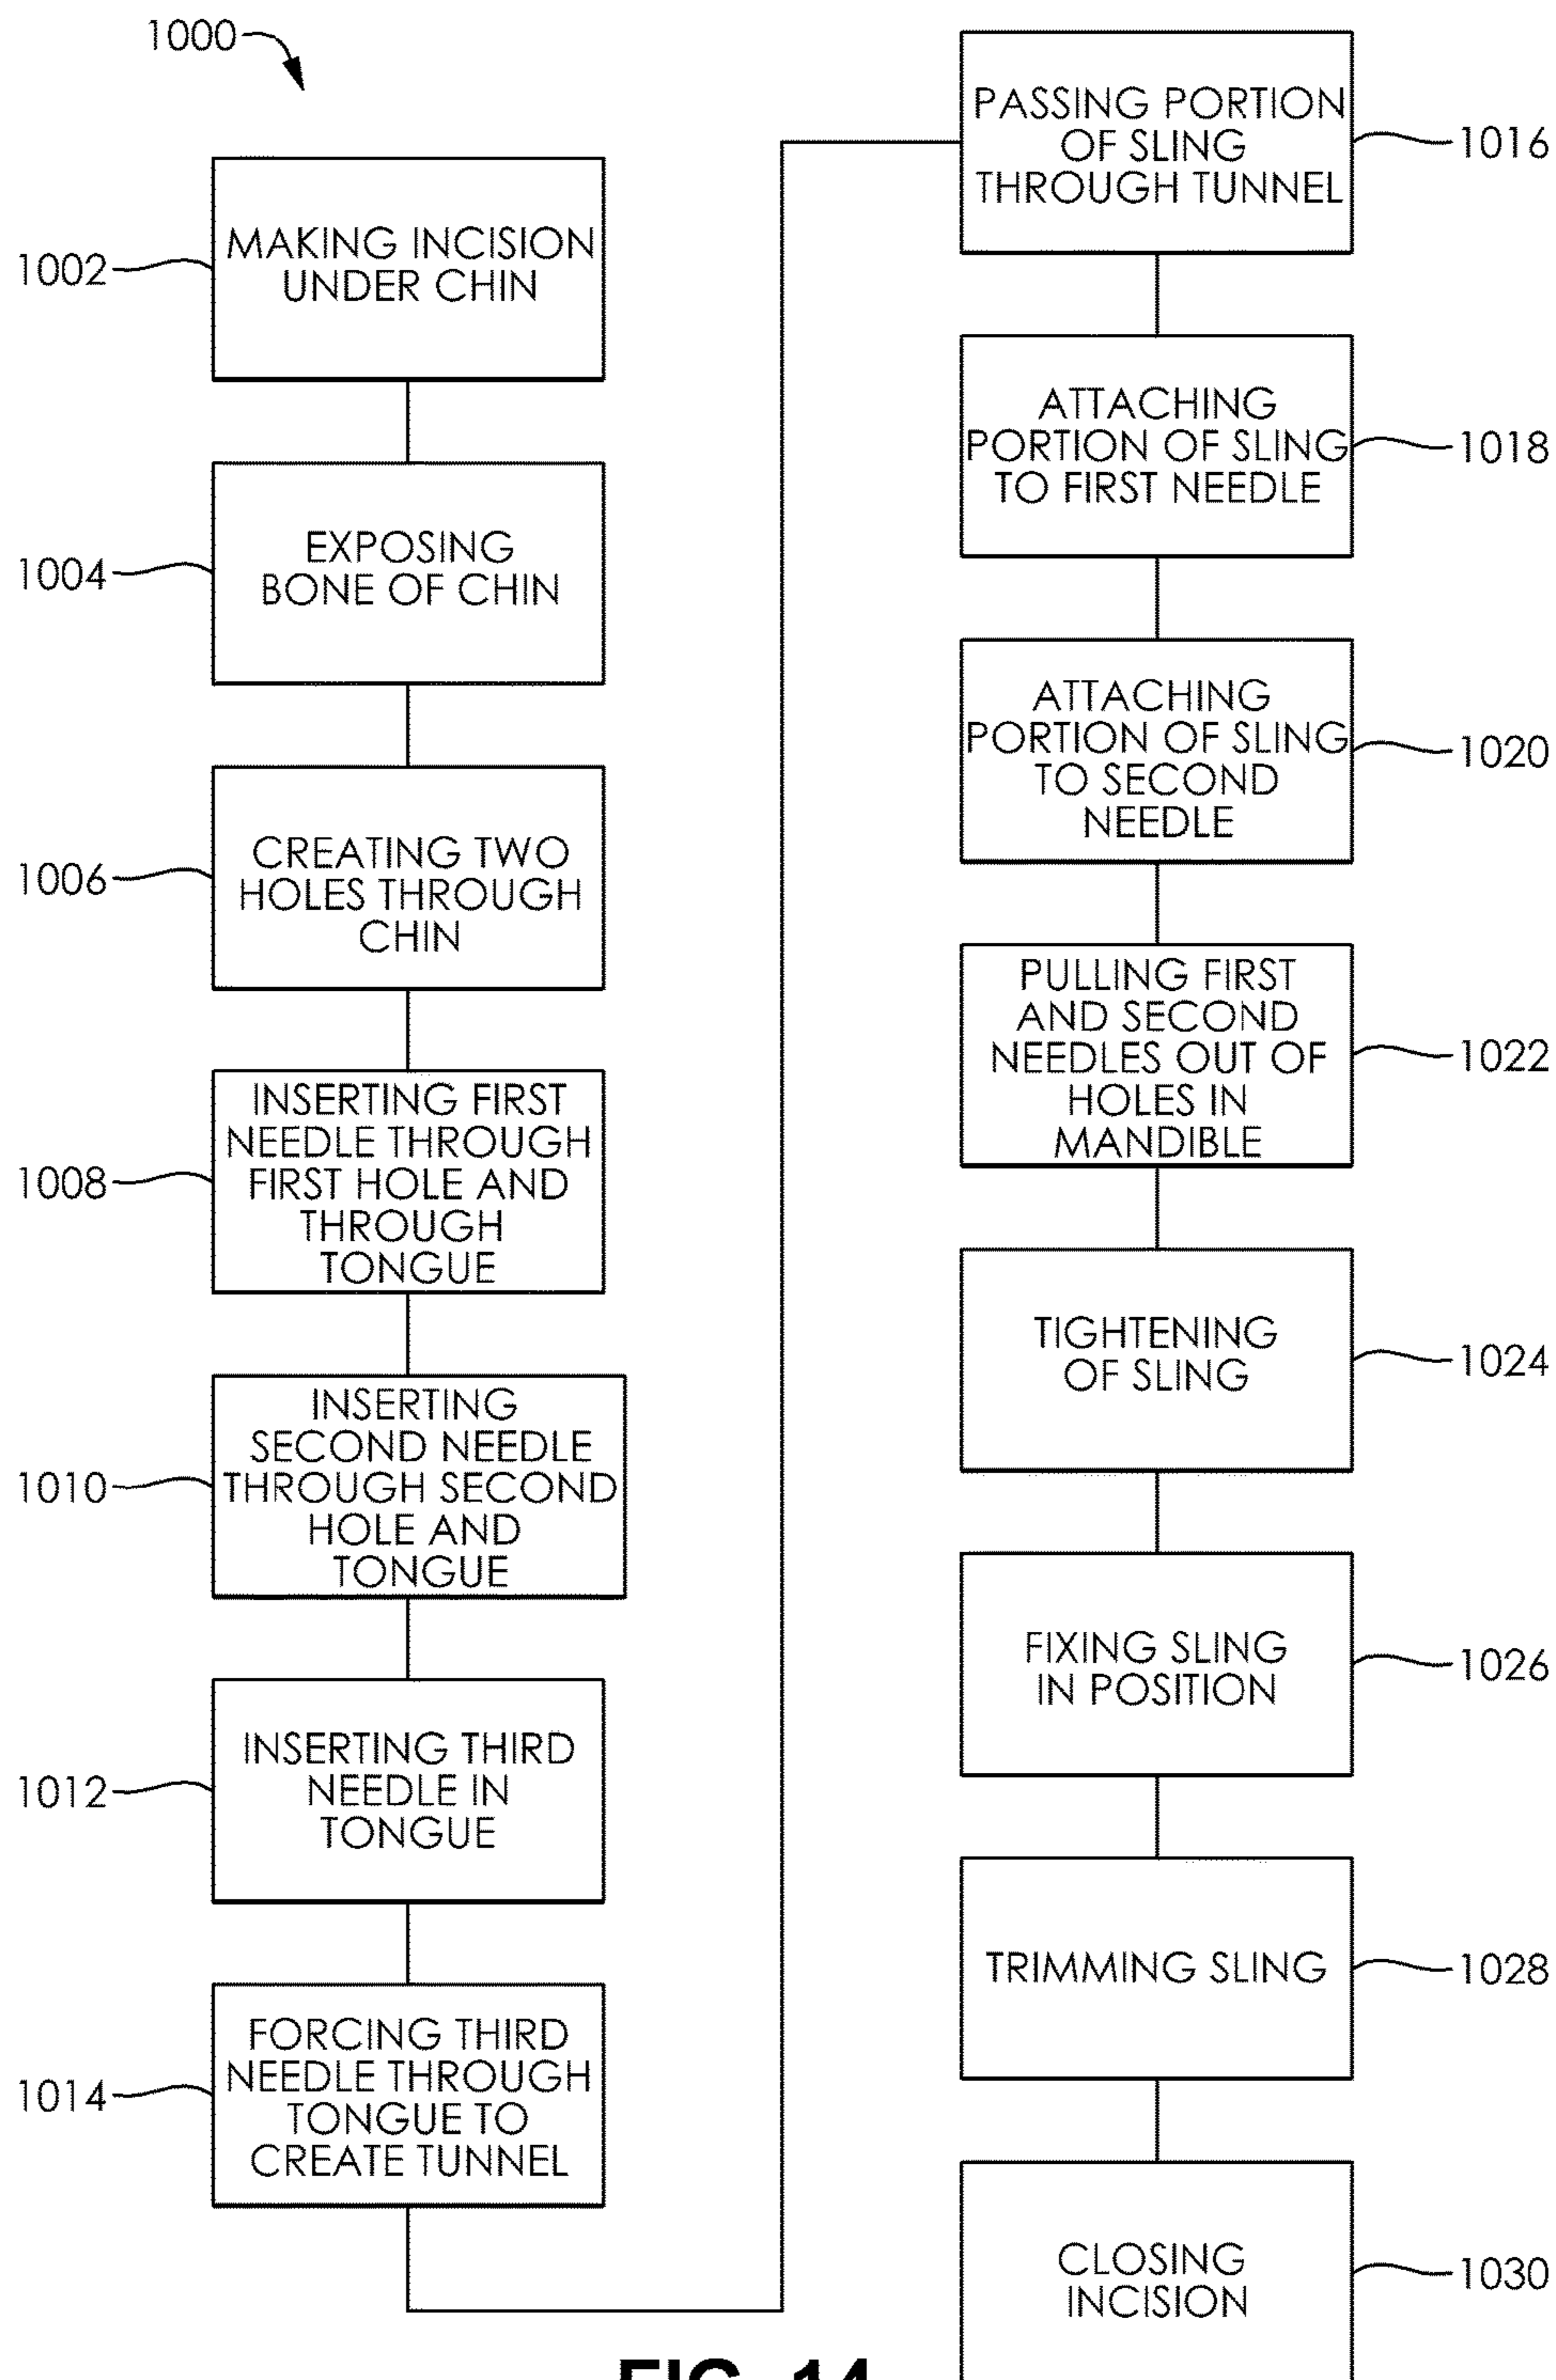 1000
1002
MAKING INCISION
UNDER CHIN
1004
EXPOSING
BONE OF CHIN
1006
CREATING TWO
HOLES THROUGH
CHIN
1008
INSERTING FIRST
NEEDLE THROUGH
FIRST HOLE AND
THROUGH
TONGUE
1010
INSERTING
SECOND NEEDLE
THROUGH SECOND
HOLE AND
TONGUE
1012
INSERTING THIRD
NEEDLE IN
TONGUE
1014
FORCING THIRD
NEEDLE THROUGH
TONGUE TO
CREATE TUNNEL
PASSING PORTION
OF SLING
THROUGH TUNNEL
1016
ATTACHING
PORTION OF SLING
TO FIRST NEEDLE
1018
ATTACHING
PORTION OF SLING
TO SECOND
NEEDLE
1020
PULLING FIRST
AND SECOND
NEEDLES OUT OF
HOLES IN
MANDIBLE
1022
TIGHTENING
OF SLING
1024
FIXING SLING
IN POSITION
1026
TRIMMING SLING
1028
CLOSING
INCISION
1030
FIG. 14